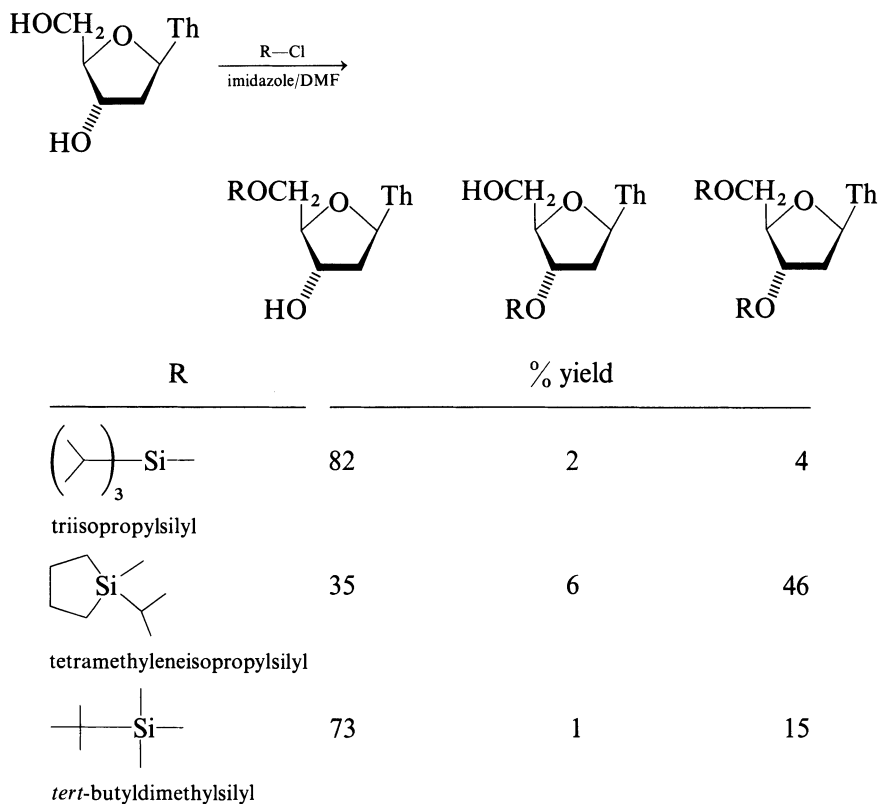 HOCH₂ O Th
HO
R—Cl
imidazole/DMF
ROCH₂ O Th
HO
HOCH₂ O Th
RO
ROCH₂ O Th
RO
R % yield
( )₃ Si 82 2 4
triisopropylsilyl
Si 35 6 46
tetramethyleneisopropylsilyl
Si 73 1 15
tert-butyldimethylsilyl